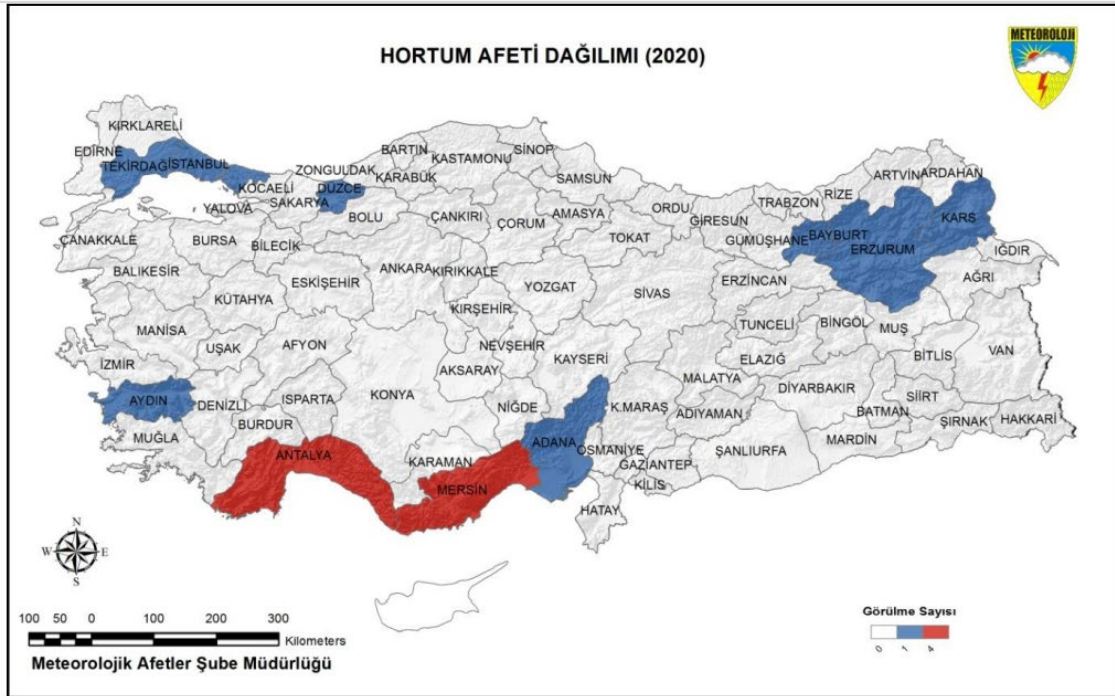 METEOROLOJI
HORTUM AFETİ DAĞILIMI (2020)
KIRKLARELİ
EDİRNE
TEKİRDAĞ İSTANBUL
KOCAELİ
YALOVA
SAKARYA
DÜZCE
ZONGULDAK
BARTIN
KARABÜK
KASTAMONU
SİNOP
SAMSUN
ORDU
GİRESUN
TRABZON
RİZE
ARTVİN
ARDAHAN
KARS
IĞDIR
AĞRI
ERZURUM
BAYBURT
GÜMÜŞHANE
BOLU
ÇANKIRI
ÇORUM
AMASYA
TOKAT
ÇANAKKALE
BURSA
BİLECİK
BALIKESİR
ESKİŞEHİR
ANKARA
KIRIKKALE
YOZGAT
SİVAS
ERZİNCAN
KÜTAHYA
KIRŞEHİR
TUNCELİ
BİNGÖL
MUŞ
MANİSA
UŞAK
AFYON
NEVŞEHİR
KAYSERİ
ELAZIĞ
BİTLİS
VAN
İZMİR
AKSARAY
MALATYA
DİYARBAKIR
SİİRT
AYDIN
DENİZLİ
ISPARTA
KONYA
NİĞDE
K.MARAŞ
ADIYAMAN
BATMAN
ŞIRNAK
HAKKARİ
BURDUR
MUĞLA
ANTALYA
KARAMAN
MERSİN
ADANA
OSMANİYE
GAZİANTEP
KİLİS
ŞANLIURFA
MARDİN
HATAY
N
W E
S
100 50 0 100 200 300
Kilometers
Meteorolojik Afetler Şube Müdürlüğü
Görülme Sayısı
0 1 4